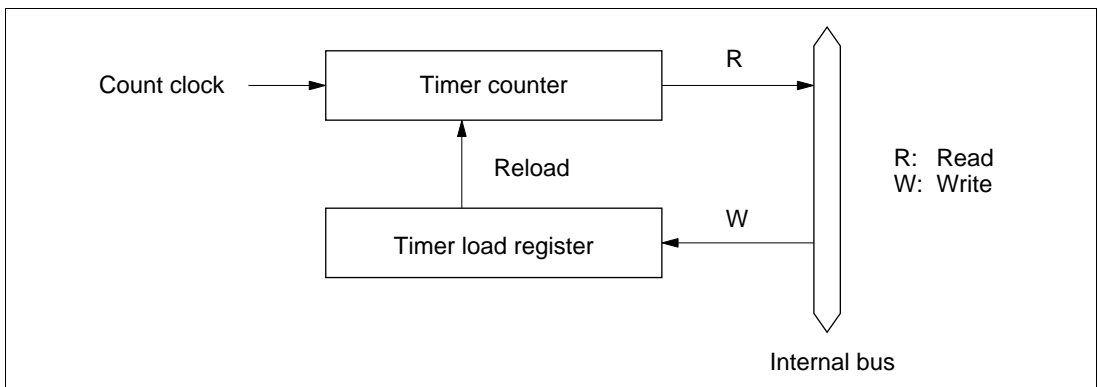 R
Count clock
Timer counter
Reload
R: Read
W: Write
W
Timer load register
Internal bus